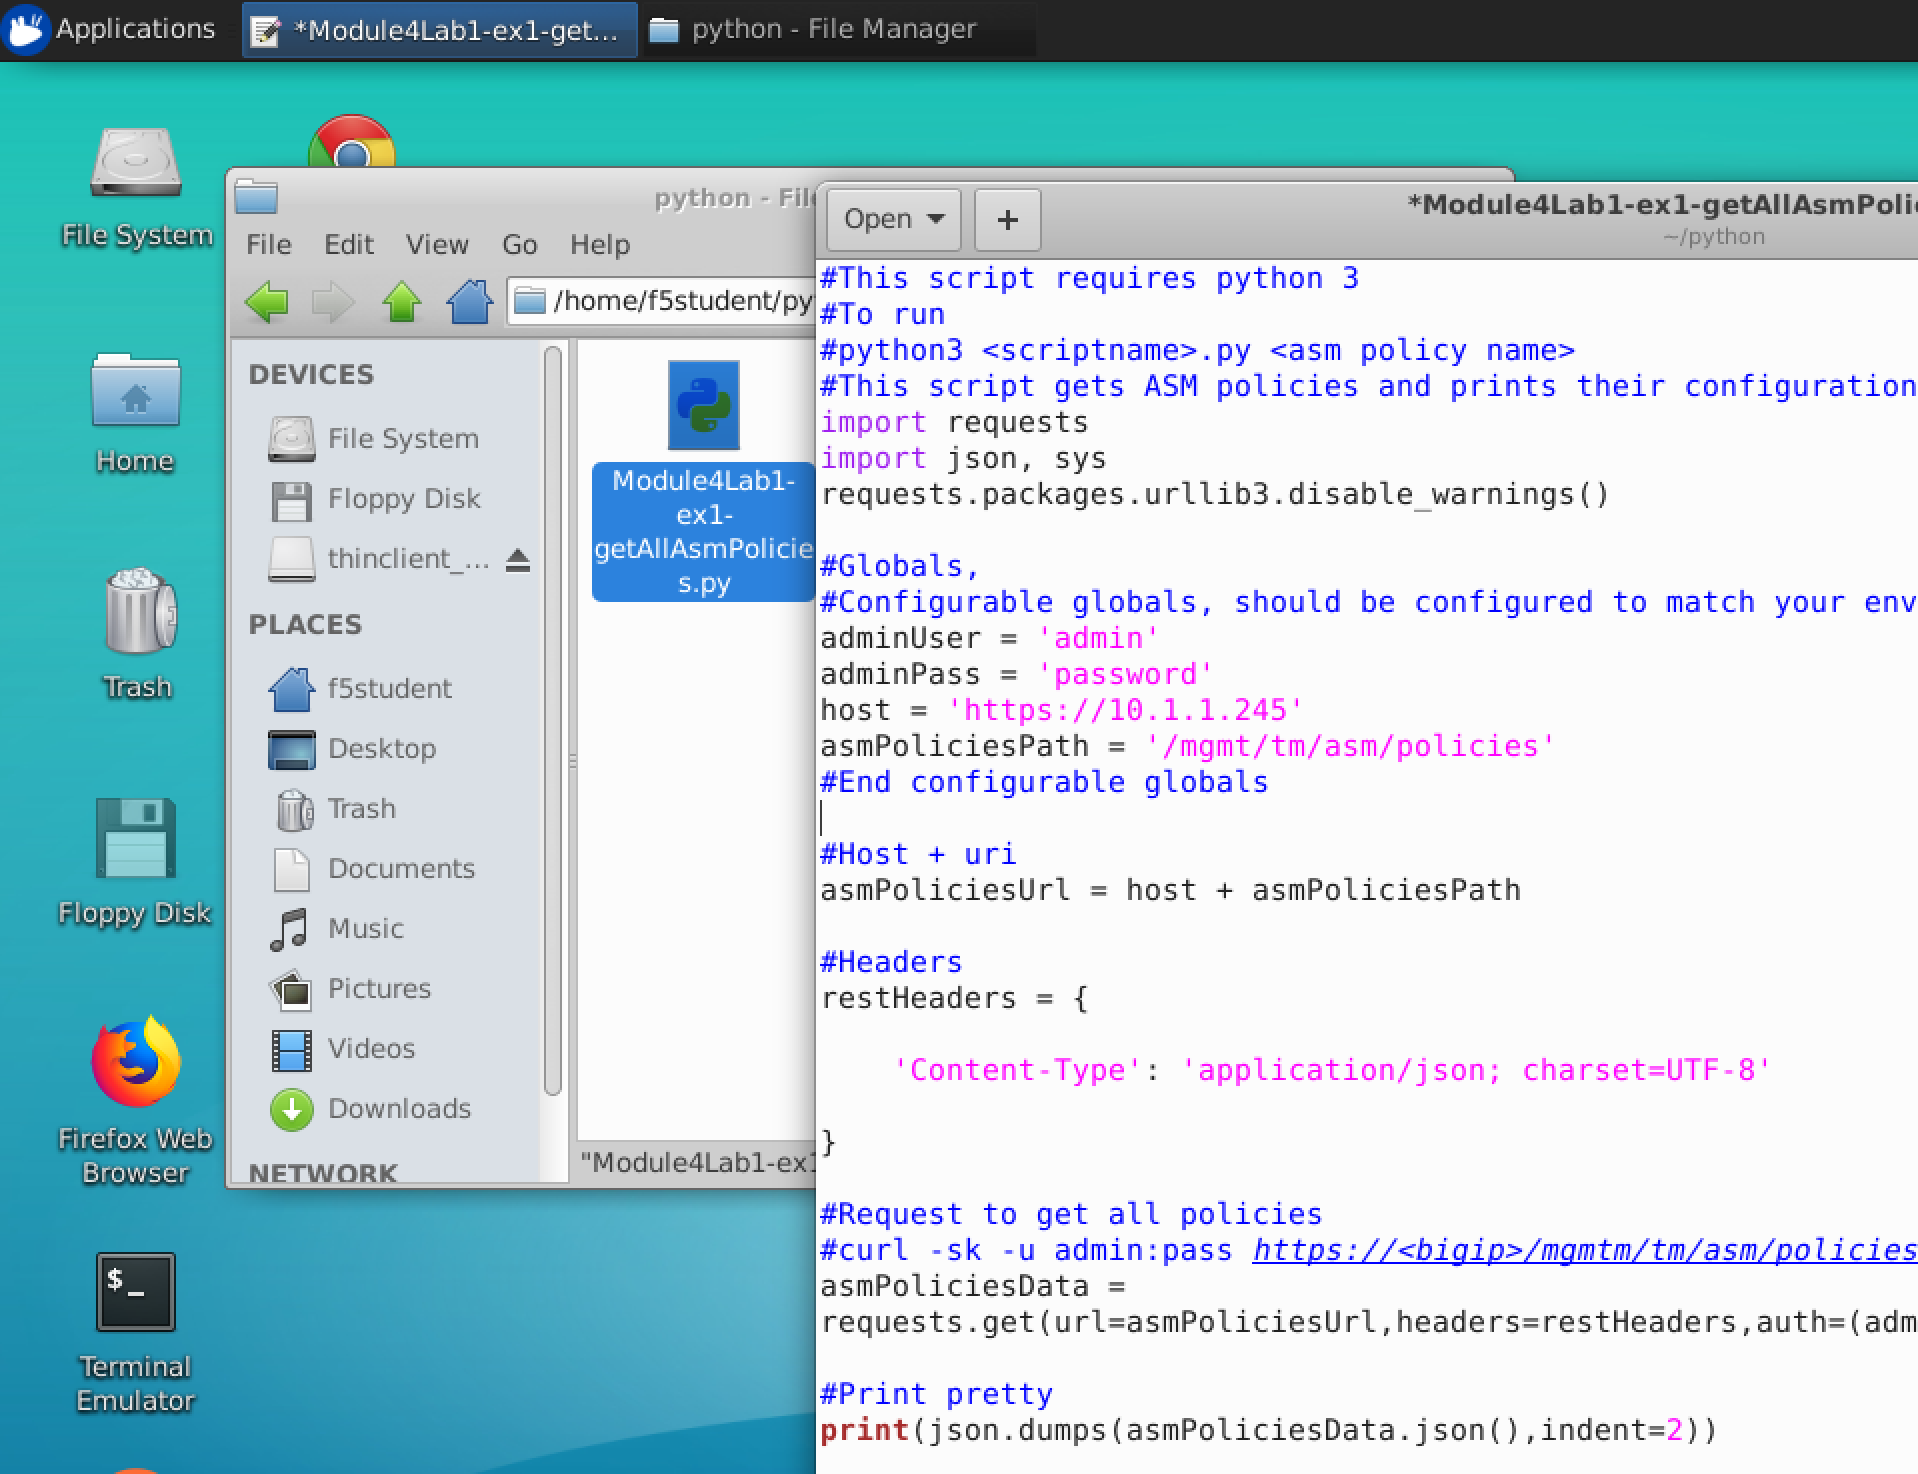 Applications
*Module4Lab1-ex1-get...
python - File Manager
File System
Home
Trash
Floppy Disk
Firefox Web
Browser
Terminal
Emulator
python - File
File Edit View Go Help
/home/f5student/py
DEVICES
File System
Floppy Disk
thinclient_...
PLACES
f5student
Desktop
Trash
Documents
Music
Pictures
Videos
Downloads
NETWORK
Module4Lab1-
ex1-
getAllAsmPolicie
s.py
"Module4Lab1-ex1
Open
+
*Module4Lab1-ex1-getAllAsmPolic
~/python
#This script requires python 3
#To run
#python3 <scriptname>.py <asm policy name>
#This script gets ASM policies and prints their configuration
import requests
import json, sys
requests.packages.urllib3.disable_warnings()
#Globals,
#Configurable globals, should be configured to match your env
adminUser = 'admin'
adminPass = 'password'
host = 'https://10.1.1.245'
asmPoliciesPath = '/mgmt/tm/asm/policies'
#End configurable globals
#Host + uri
asmPoliciesUrl = host + asmPoliciesPath
#Headers
restHeaders = {
'Content-Type': 'application/json; charset=UTF-8'
}
#Request to get all policies
#curl -sk -u admin:pass https://<bigip>/mgmtm/tm/asm/policies
asmPoliciesData =
requests.get(url=asmPoliciesUrl,headers=restHeaders,auth=(adm
#Print pretty
print(json.dumps(asmPoliciesData.json(),indent=2))